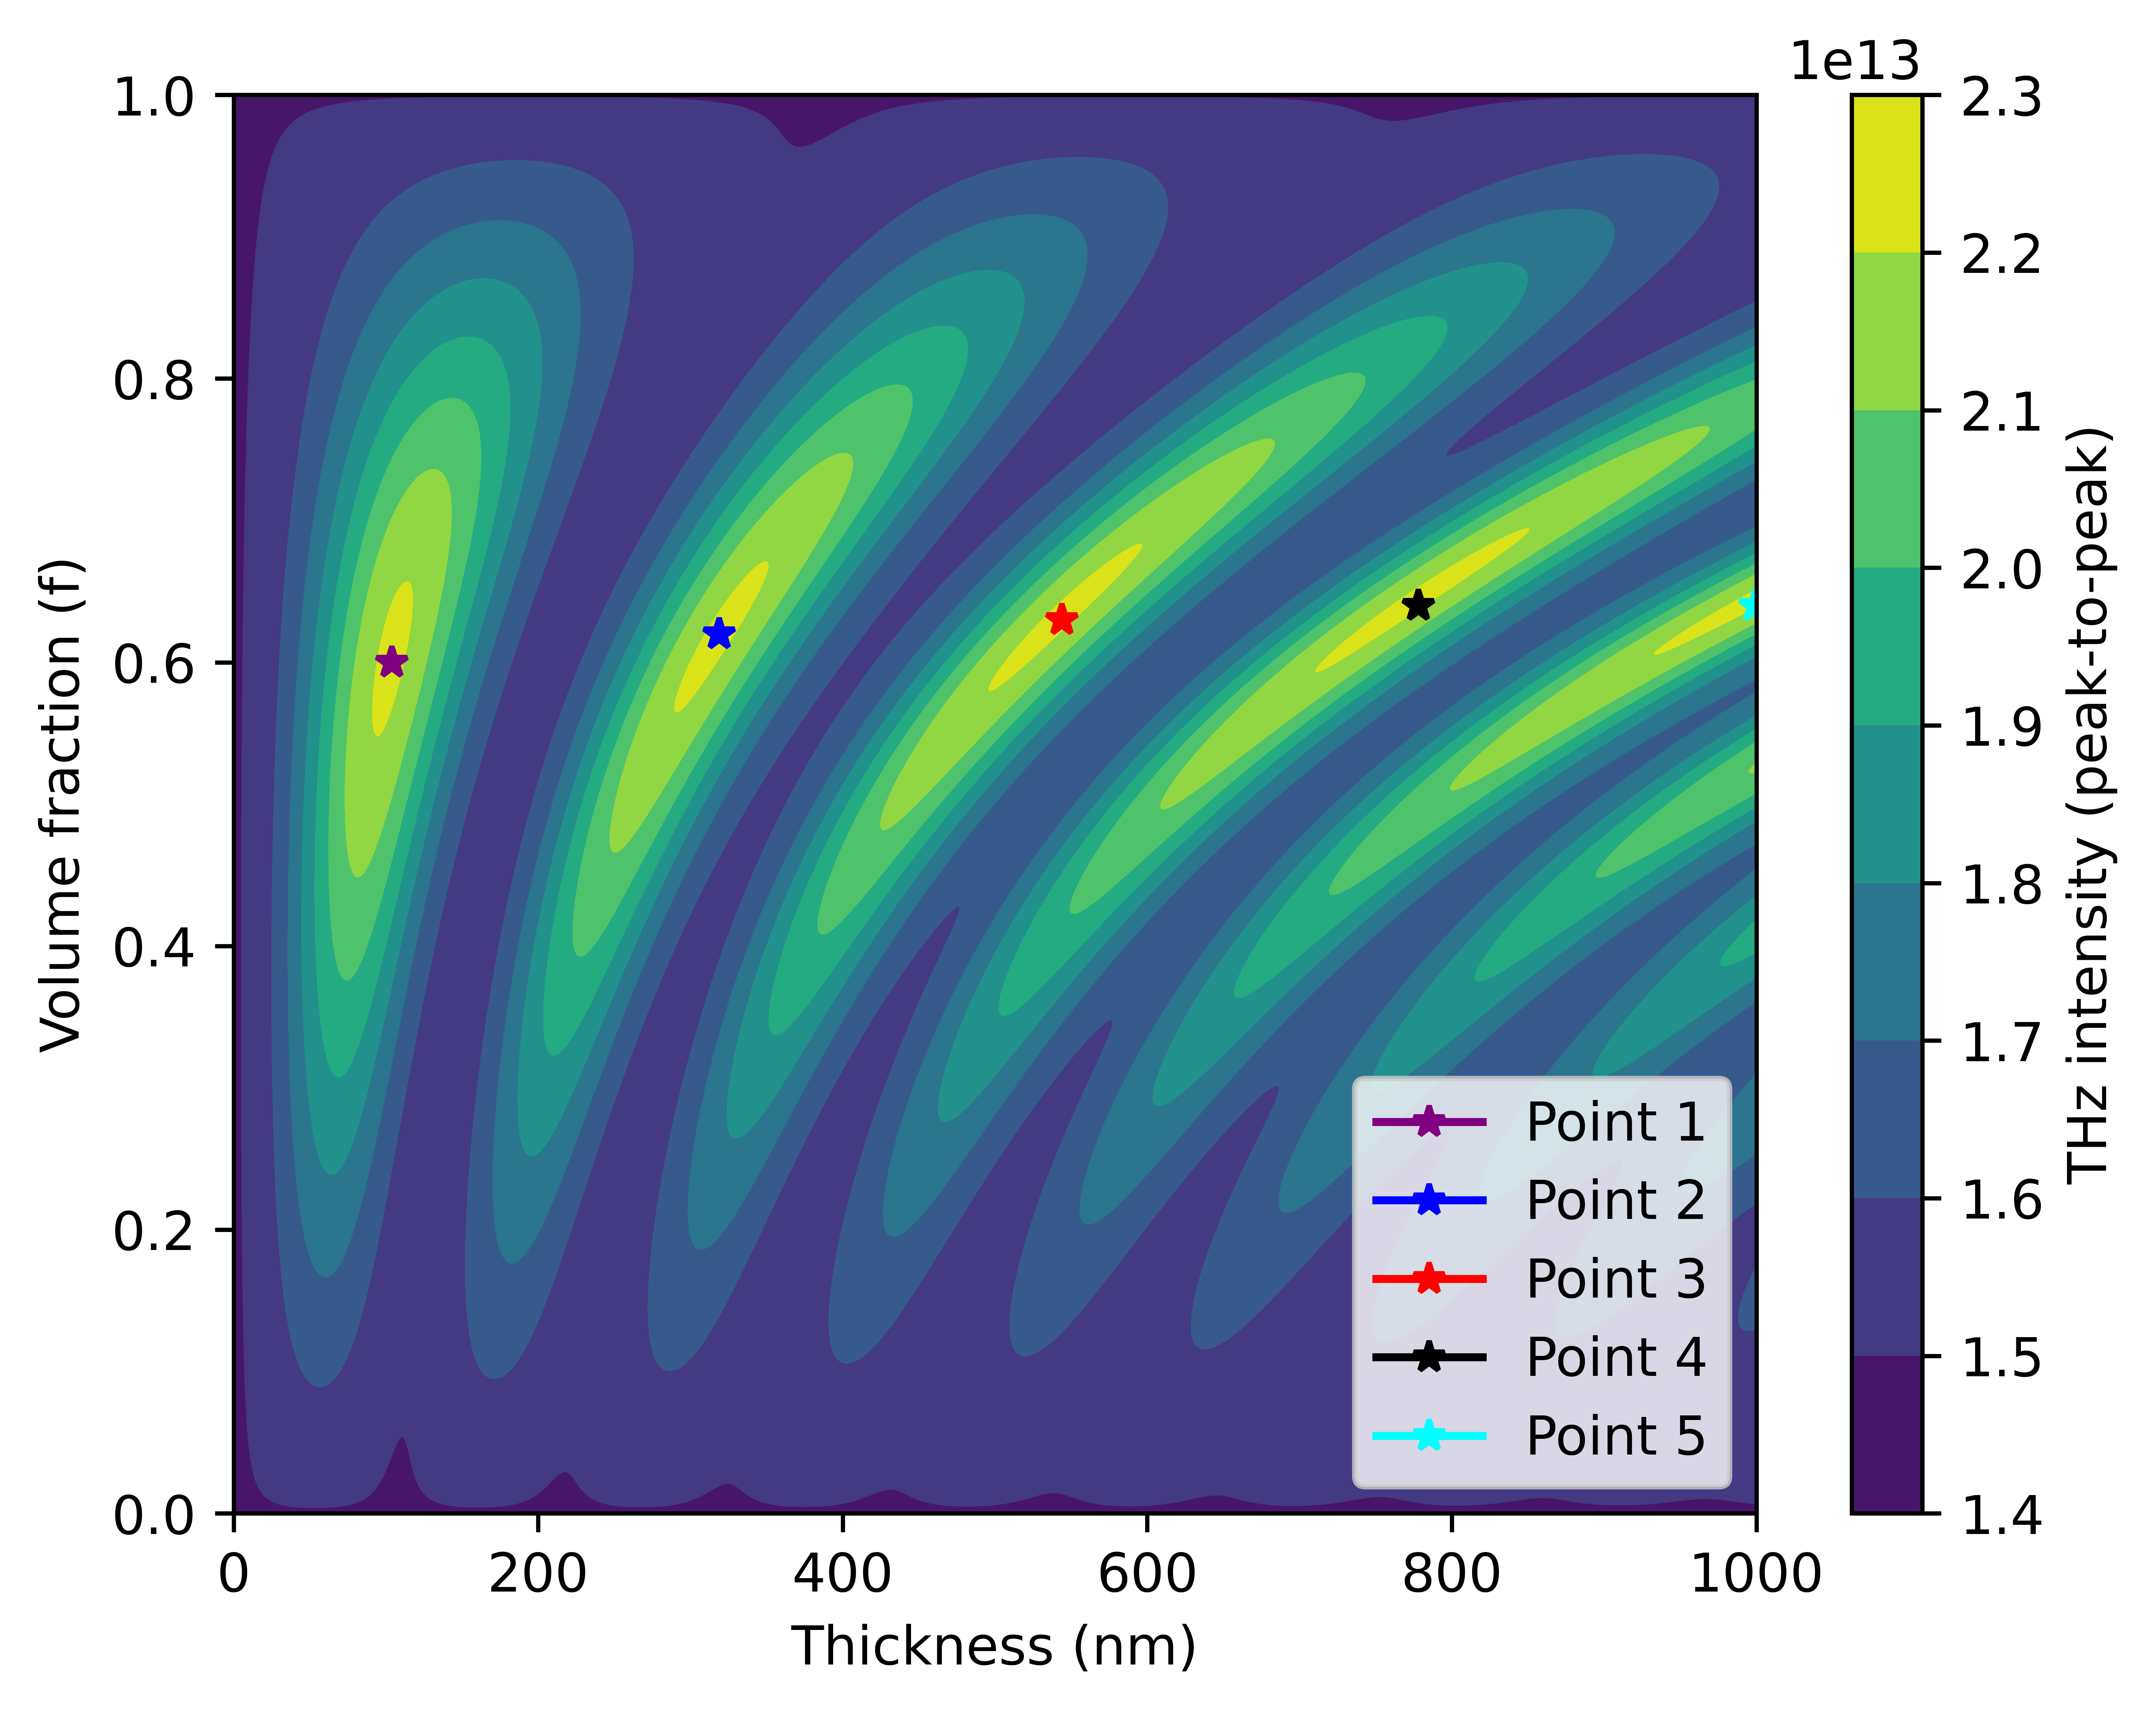 1e13
1.0
0.8
0.6
0.4
0.2
0.0
Volume fraction (f)
0
200
400
600
800
1000
Thickness (nm)
Point 1
Point 2
Point 3
Point 4
Point 5
2.3
2.2
2.1
2.0
1.9
1.8
1.7
1.6
1.5
1.4
THz intensity (peak-to-peak)